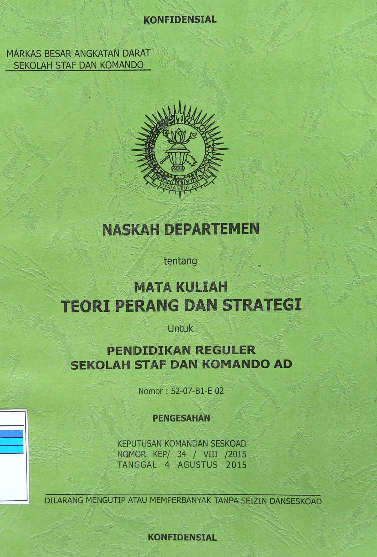 KONFIDENSIAL
MARKAS BESAR ANGKATAN DARAT
SEKOLAH STAF DAN KOMANDO
NASKAH DEPARTEMEN
tentang
MATA KULIAH
TEORI PERANG DAN STRATEGI
Untuk
PENDIDIKAN REGULER
SEKOLAH STAF DAN KOMANDO AD
Nomor : 52-07-B1-E 02
PENGESAHAN
KEPUTUSAN KOMANDAN SESKOAD
NOMOR KEP/ 34 / VIII /2015
TANGGAL 4 AGUSTUS 2015
DILARANG MENGUTIP ATAU MEMPERBANYAK TANPA SEIZIN DANSESKOAD
KONFIDENSIAL